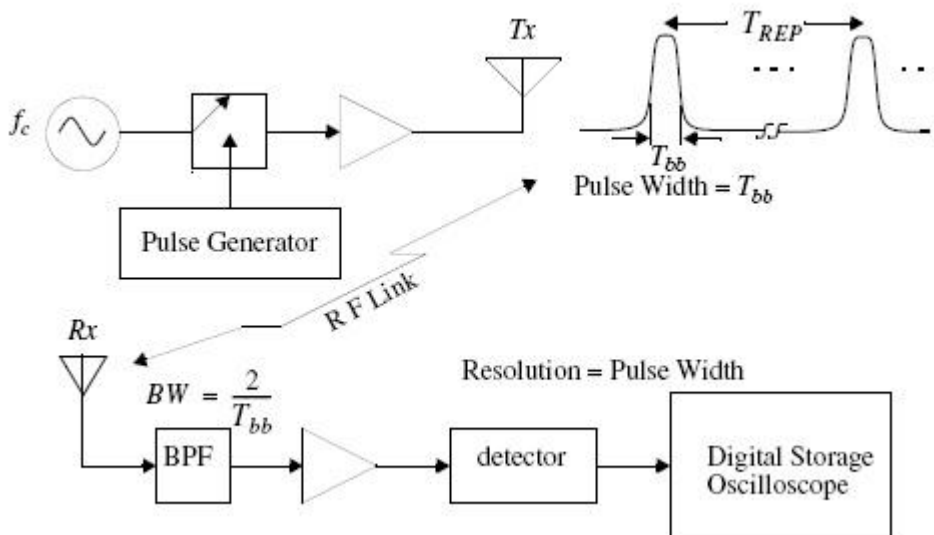 Tx
T_REP
f_c
T_bb
Pulse Width = T_bb
Pulse Generator
R F Link
Rx
Resolution = Pulse Width
BW = 2/T_bb
BPF
detector
Digital Storage
Oscilloscope